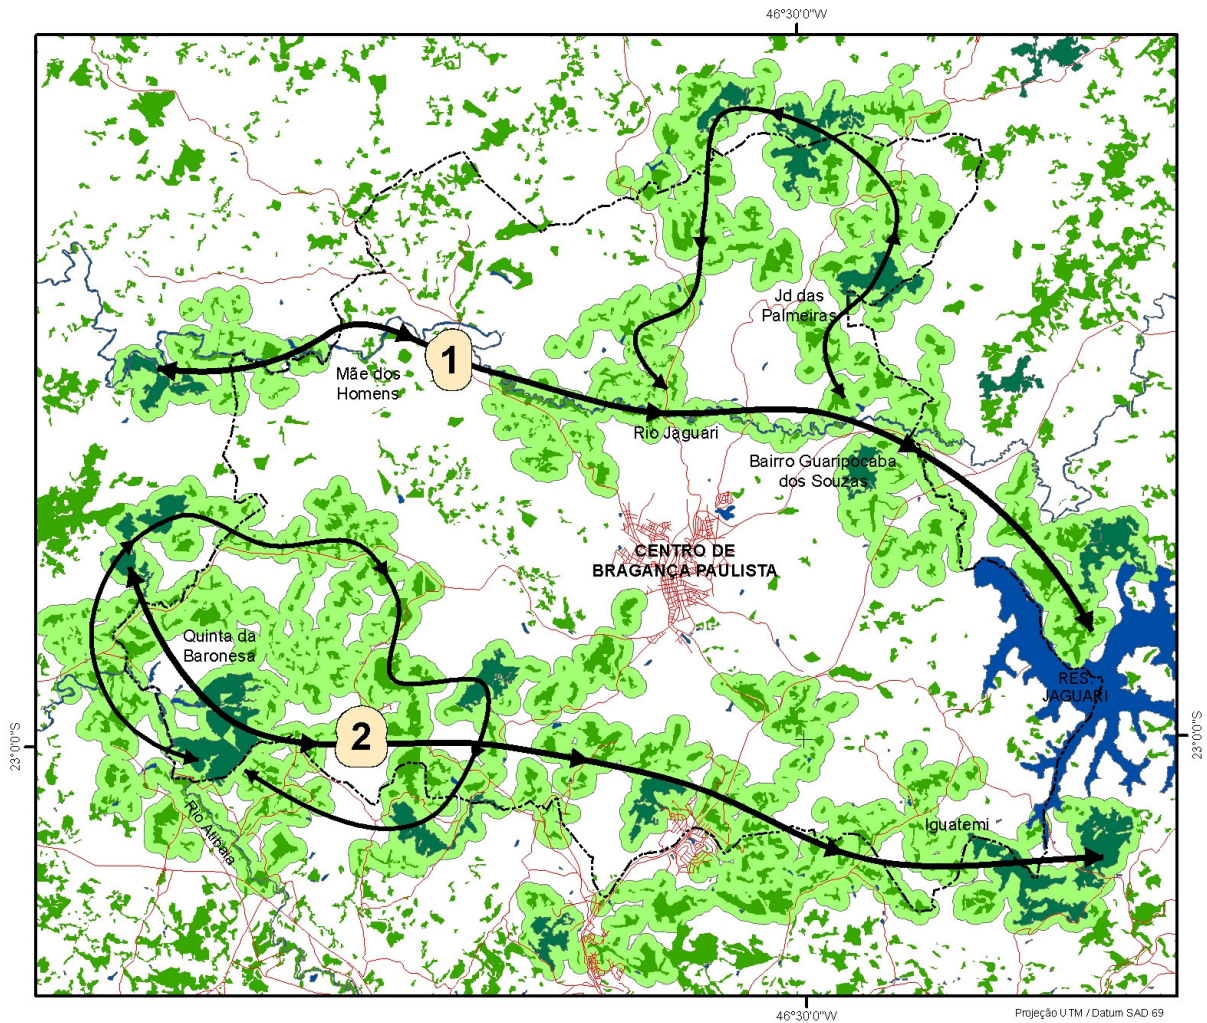 46°30'0"W
Jd das
Palmeiras
1
Mãe dos
Homens
Rio Jaguari
Bairro Guaripocaba
dos Souzas
CENTRO DE
BRAGANÇA PAULISTA
Quinta da
Baronesa
RES.
JAGUARI
23°0'0"S
23°0'0"S
2
Rio Atibaia
Iguatemi
46°30'0"W
Projeção UTM / Datum SAD 69